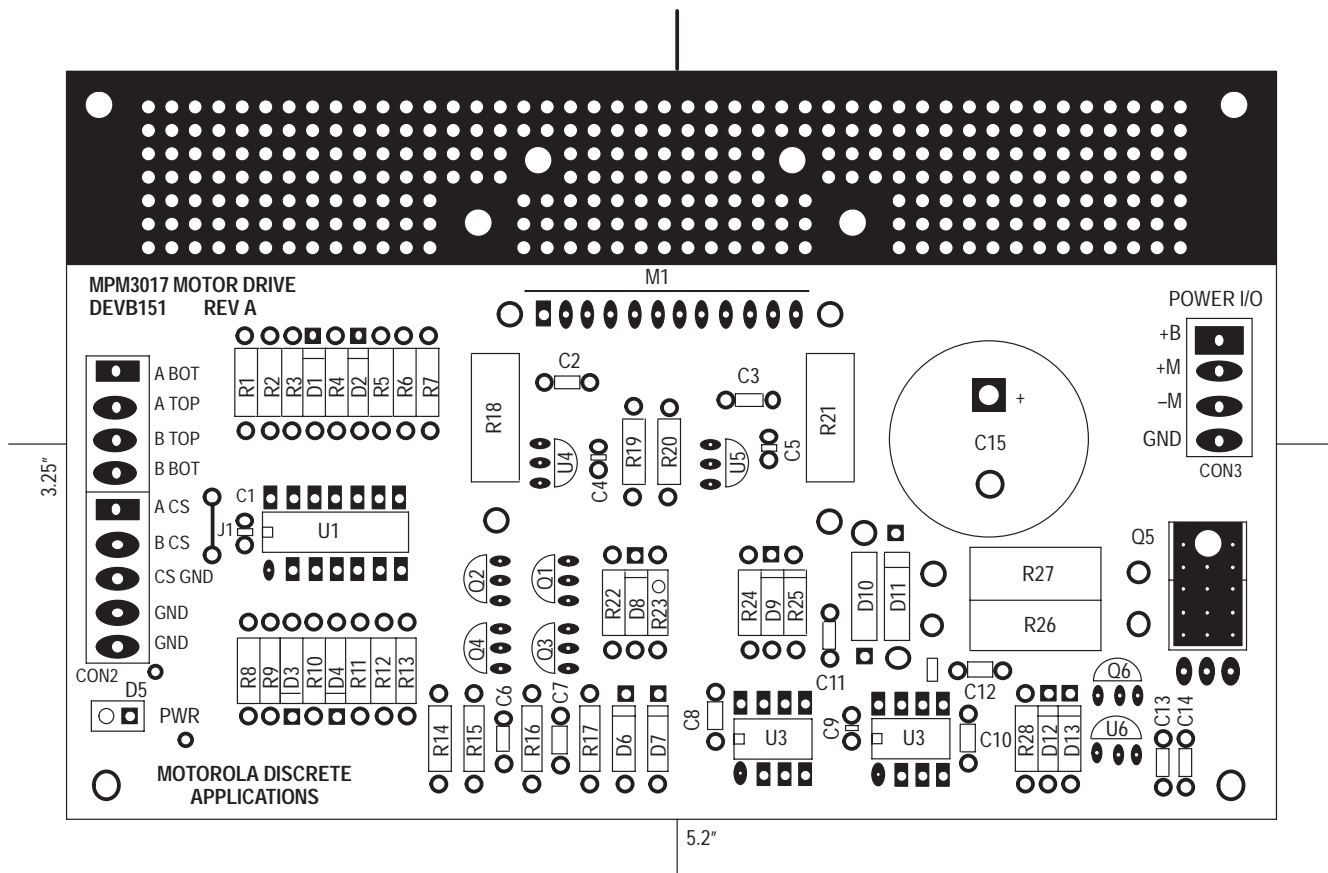 M1
MPM3017 MOTOR DRIVE
DEVB151 REV A
POWER I/O
+B
+M
–M
GND
CON3
A BOT
A TOP
B TOP
B BOT
A CS
B CS
CS GND
GND
GND
CON2
R1
R2
R3
D1
R4
D2
R5
R6
R7
C2
C3
R18
R21
U4
C4
R19
R20
U5
C5
+
C15
3.25"
C1
J1
U1
Q5
Q2
Q1
R22
D8
R23
R24
D9
R25
D10
D11
R27
R26
Q4
Q3
C11
C12
Q6
R8
R9
D3
R10
D4
R11
R12
R13
D5
PWR
R14
R15
C6
R16
C7
R17
D6
D7
C8
U3
C9
U3
C10
R28
D12
D13
U6
C13
C14
MOTOROLA DISCRETE
APPLICATIONS
5.2"